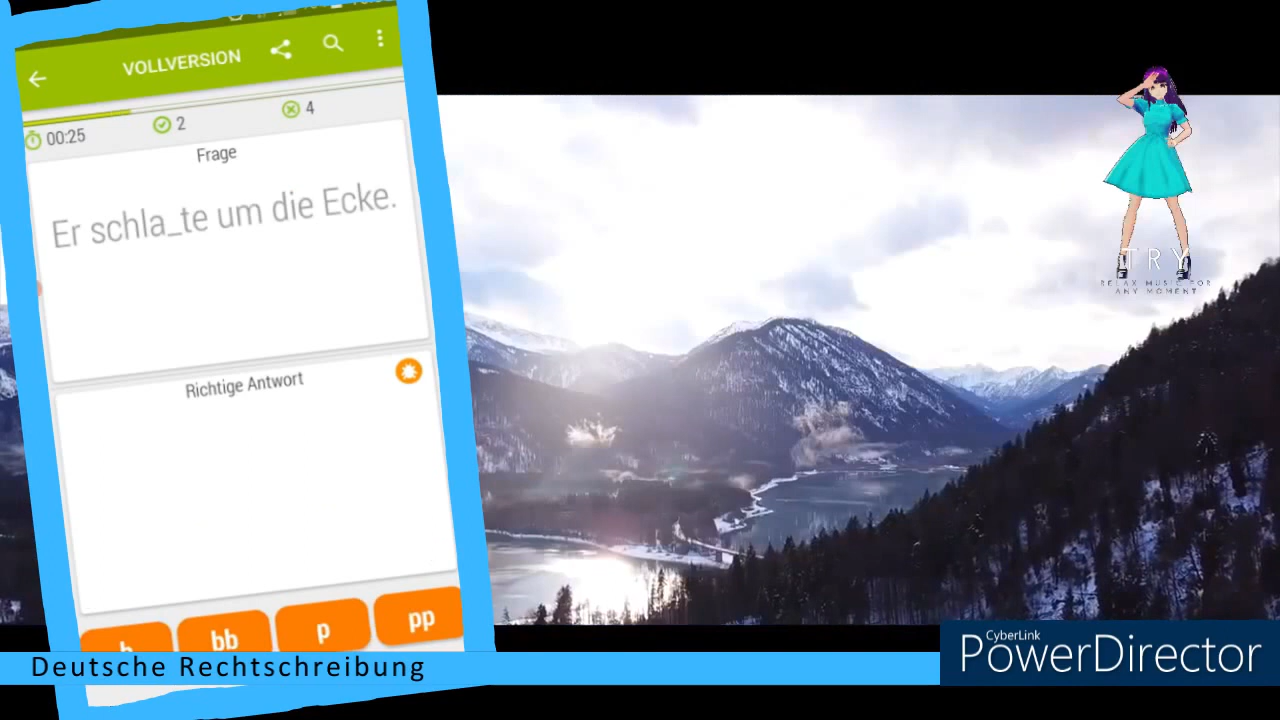 VOLLVERSION
00:25 2 4
Frage
Er schla_te um die Ecke.
Richtige Antwort
b bb p pp
Deutsche Rechtschreibung
TRY
RELAX MUSIC FOR
ANY MOMENT
CyberLink
PowerDirector